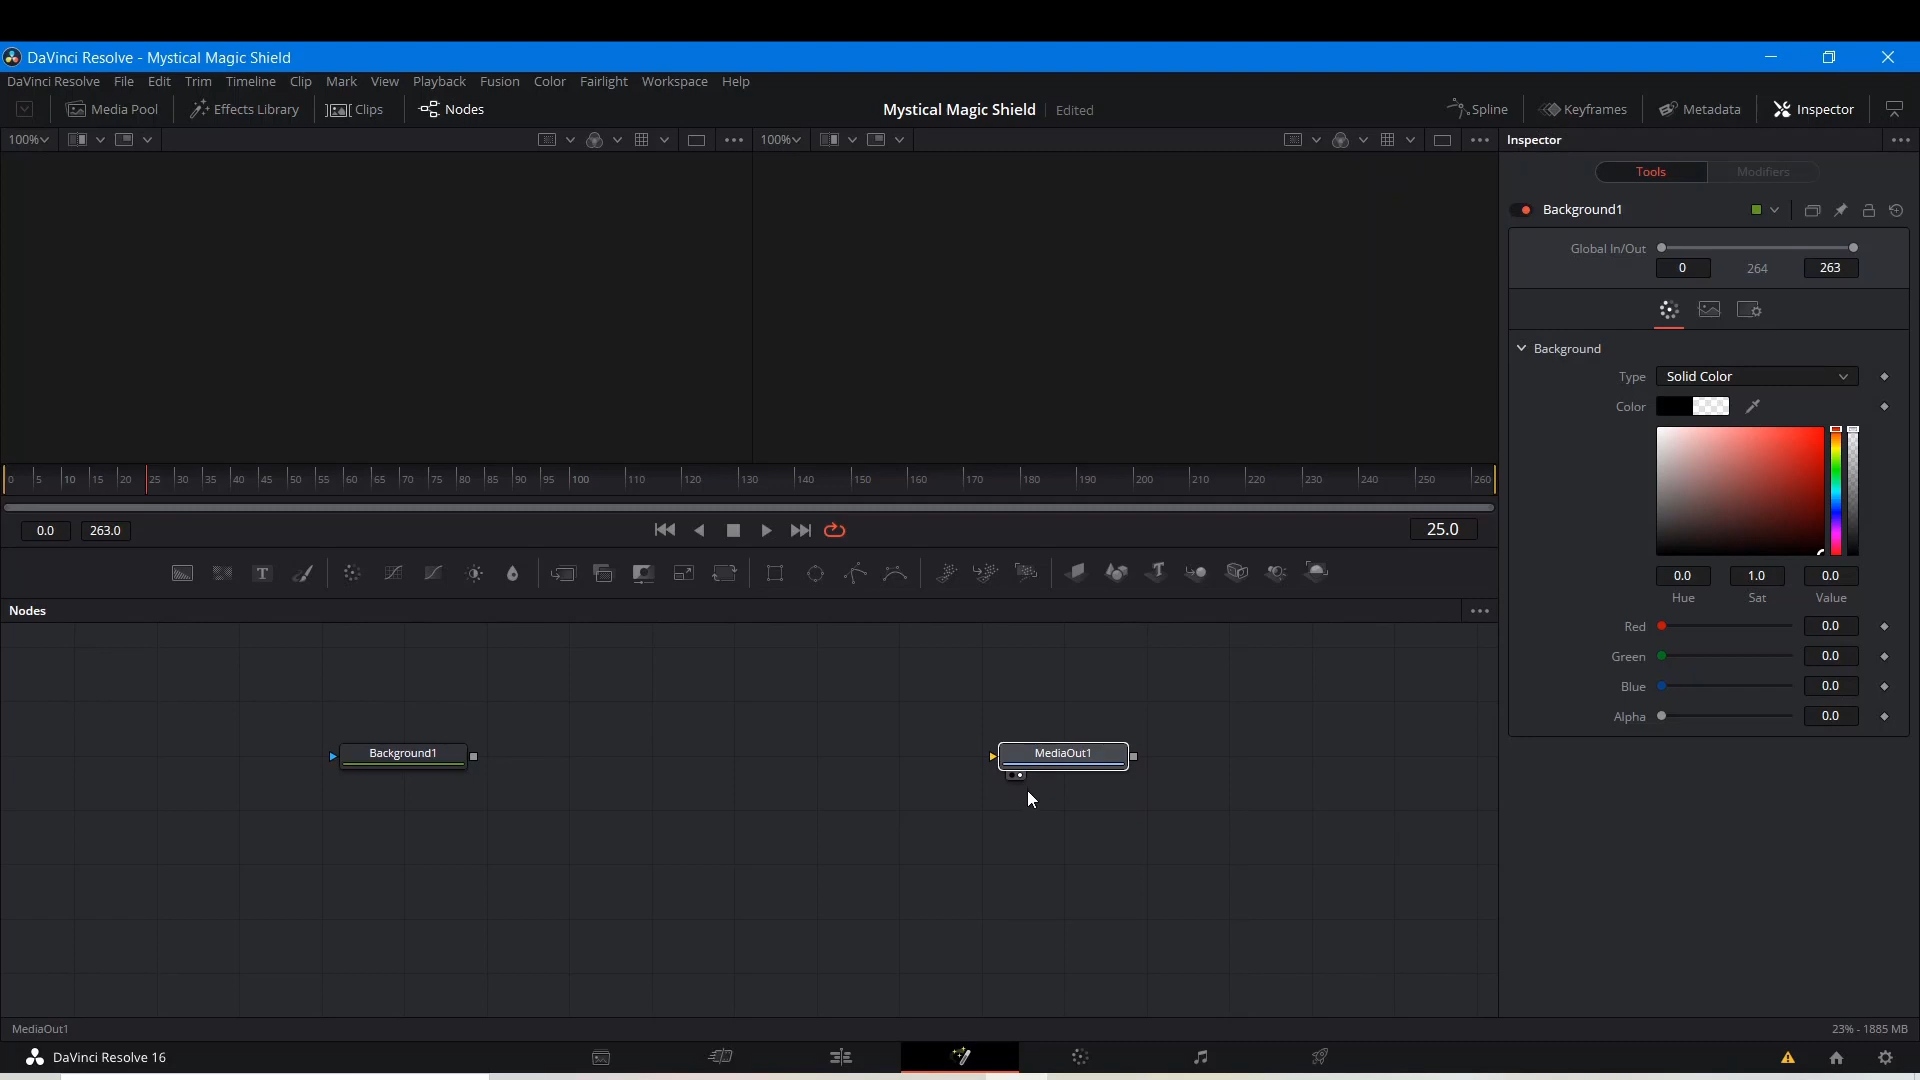 DaVinci Resolve - Mystical Magic Shield
DaVinci Resolve File Edit Trim Timeline Clip Mark View Playback Fusion Color Fairlight Workspace Help
Media Pool Effects Library Clips Nodes Mystical Magic Shield Edited Spline Keyframes Metadata Inspector
100% 100% Inspector
Tools Modifiers
Background1
Global In/Out
0 264 263
Background
Type Solid Color
Color
0 5 10 15 20 25 30 35 40 45 50 55 60 65 70 75 80 85 90 95 100 110 120 130 140 150 160 170 180 190 200 210 220 230 240 250 260
0.0 263.0 25.0
0.0 1.0 0.0
Hue Sat Value
Nodes
Red 0.0
Green 0.0
Blue 0.0
Alpha 0.0
Background1 MediaOut1
MediaOut1 23% - 1885 MB
DaVinci Resolve 16